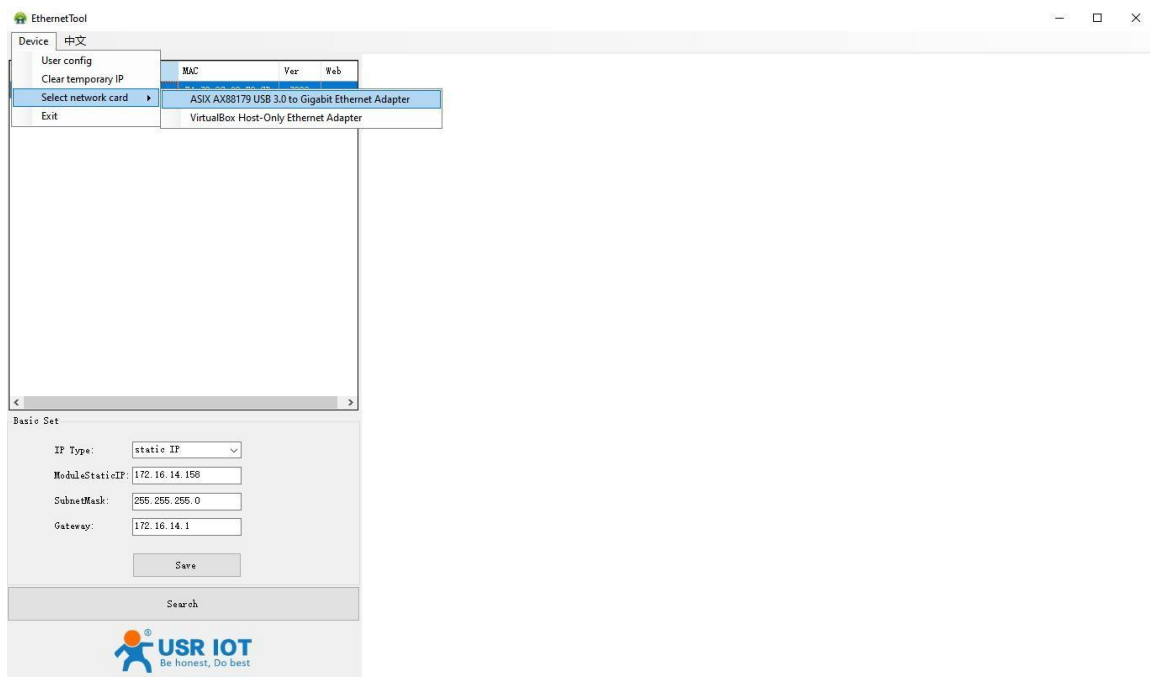 EthernetTool
Device 中文
User config
Clear temporary IP
Select network card
Exit
MAC Ver Web
ASIX AX88179 USB 3.0 to Gigabit Ethernet Adapter
VirtualBox Host-Only Ethernet Adapter
Basic Set
IP Type: static IP
ModuleStaticIP: 172.16.14.158
SubnetMask: 255.255.255.0
Gateway: 172.16.14.1
Save
Search
USR IOT ®
Be honest, Do best